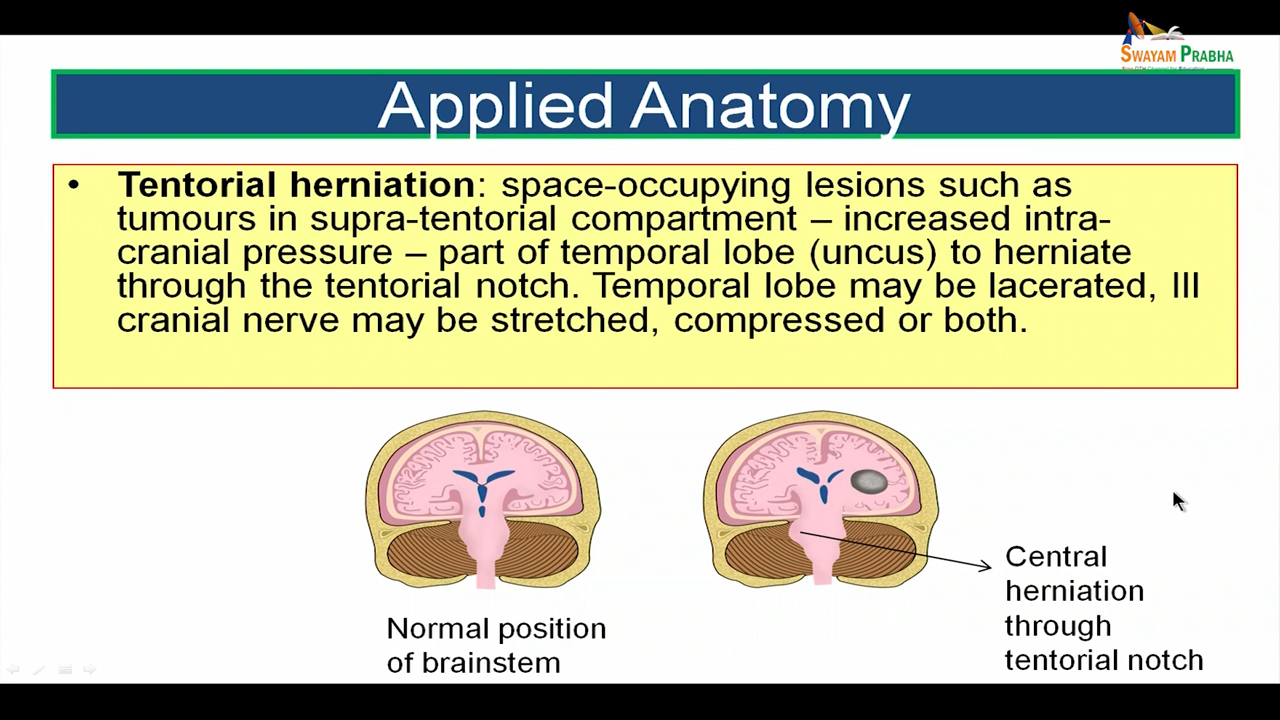 SWAYAM PRABHA
Applied Anatomy
• Tentorial herniation: space-occupying lesions such as
tumours in supra-tentorial compartment – increased intra-
cranial pressure – part of temporal lobe (uncus) to herniate
through the tentorial notch. Temporal lobe may be lacerated, III
cranial nerve may be stretched, compressed or both.
Normal position
of brainstem
Central
herniation
through
tentorial notch